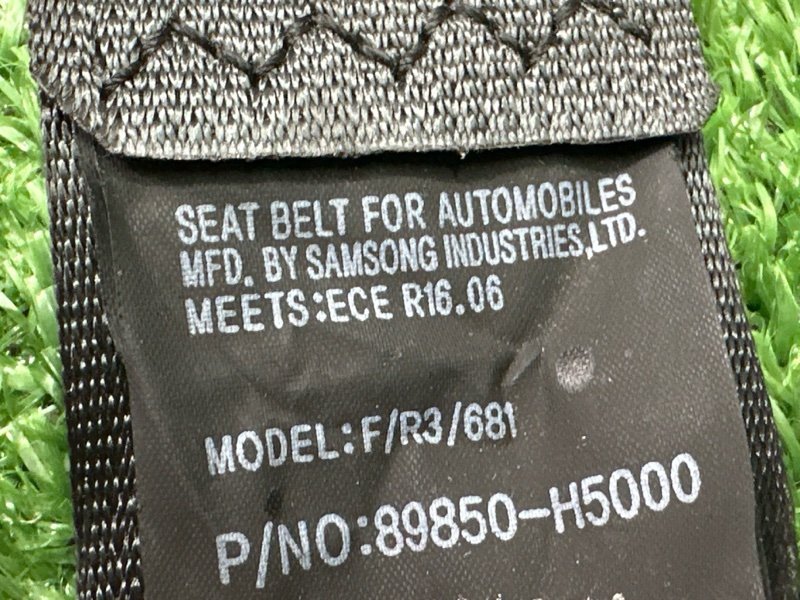 SEAT BELT FOR AUTOMOBILES
MFD. BY SAMSONG INDUSTRIES,LTD.
MEETS:ECE R16.06
MODEL:F/R3/681
P/NO:89850-H5000